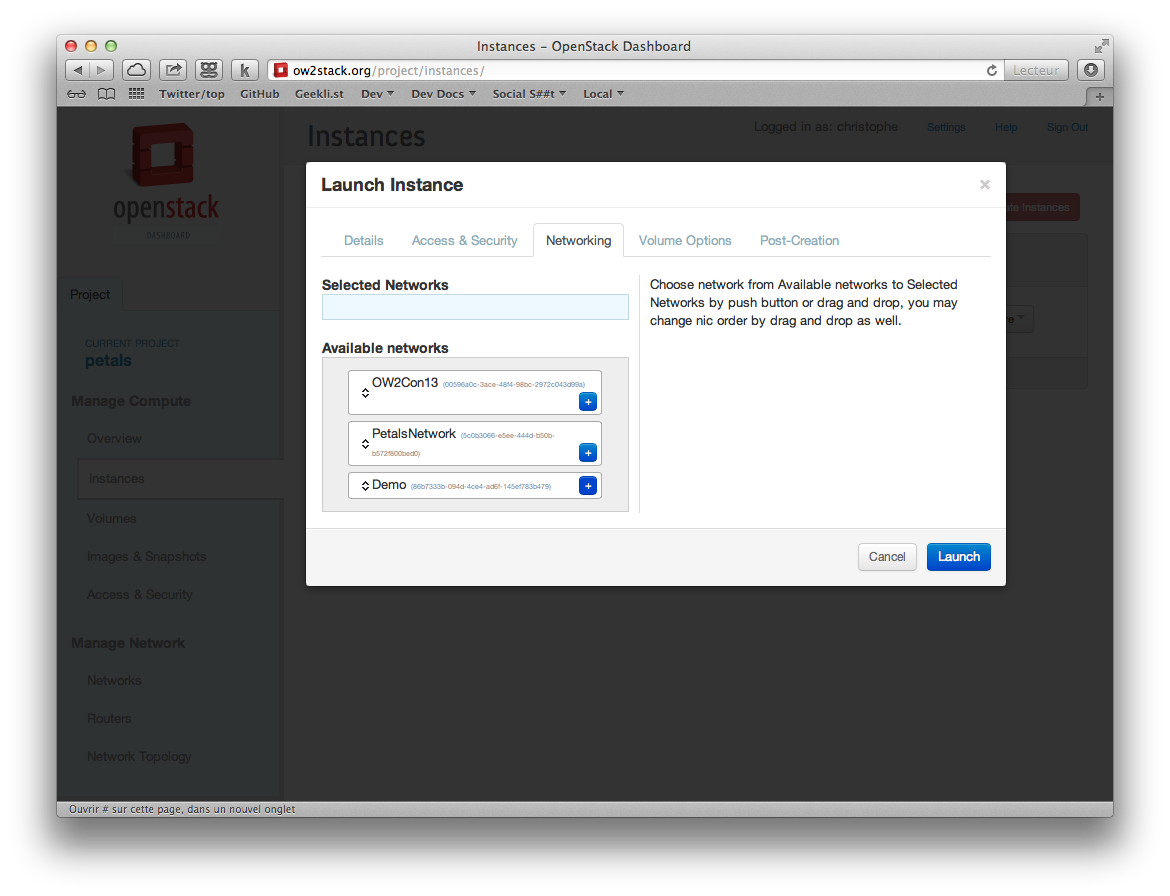 Instances – OpenStack Dashboard
ow2stack.org/project/instances/
Lecteur
Twitter/top GitHub Geekli.st Dev Dev Docs Social S##t Local
openstack
DASHBOARD
Instances
Logged in as: christophe Settings Help Sign Out
Project
CURRENT PROJECT
petals
Manage Compute
Overview
Instances
Volumes
Images & Snapshots
Access & Security
Manage Network
Networks
Routers
Network Topology
Instances
Launch Instance
×
Details Access & Security Networking Volume Options Post-Creation
Selected Networks
Available networks
OW2Con13 (00596a0c-3ace-48f4-98bc-2972c043d99a)
+
PetalsNetwork (5c0b3066-e5ee-444d-b50b-
b572f800bed0)
+
Demo (86b7333b-094d-4ce4-ad6f-145ef783b479)
+
Choose network from Available networks to Selected
Networks by push button or drag and drop, you may
change nic order by drag and drop as well.
Cancel Launch
Ouvrir # sur cette page, dans un nouvel onglet